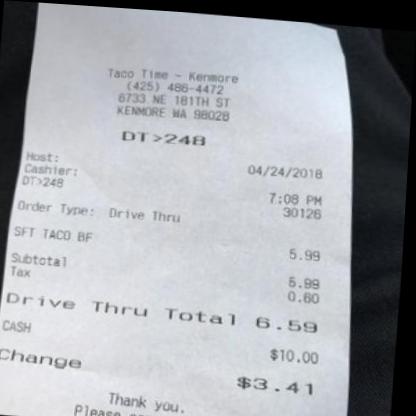 Taco Time - Kenmore
(425) 486-4472
6733 NE 181TH ST
KENMORE WA 98028
DT>248
Host:
Cashier: 04/24/2018
DT>248
7:08 PM
Order Type: Drive Thru 30126
SFT TACO BF 5.99
Subtotal 5.99
Tax 0.60
Drive Thru Total 6.59
CASH $10.00
Change $3.41
Thank you.
Please